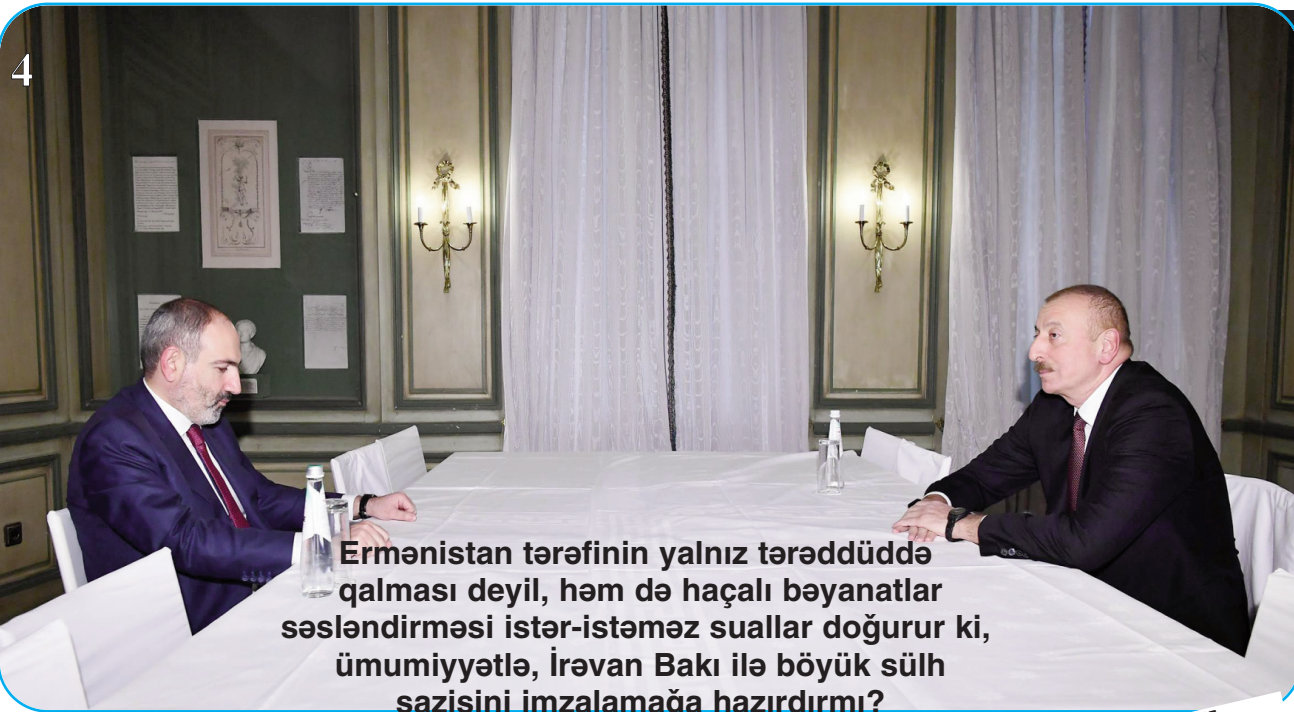 4
Ermənistan tərəfinin yalnız tərəddüddə
qalması deyil, həm də haçalı bəyanatlar
səsləndirməsi istər-istəməz suallar doğurur ki,
ümumiyyətlə, İrəvan Bakı ilə böyük sülh
sazişini imzalamağa hazırdırmı?